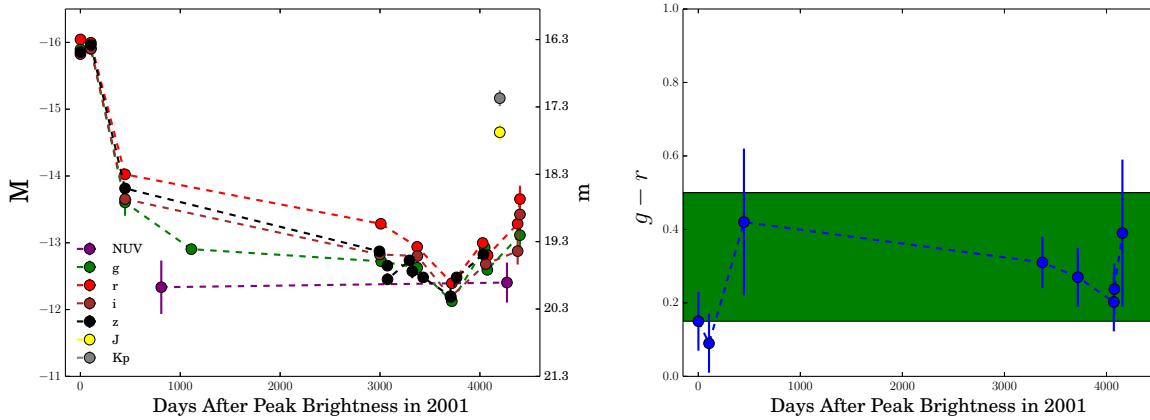 −16
−15
−14
−13
−12
−11
M
0 1000 2000 3000 4000
Days After Peak Brightness in 2001
16.3
17.3
18.3
19.3
20.3
21.3
m
NUV
g
r
i
z
J
Kp
1.0
0.8
0.6
0.4
0.2
0.0
g − r
0 1000 2000 3000 4000
Days After Peak Brightness in 2001